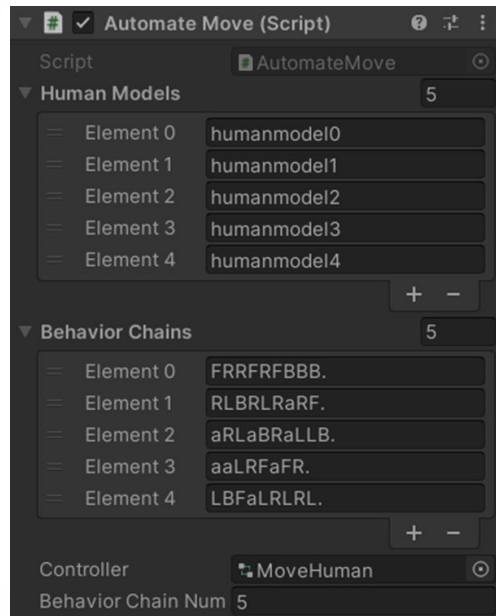 Automate Move (Script)
Script AutomateMove
Human Models 5
Element 0 humanmodel0
Element 1 humanmodel1
Element 2 humanmodel2
Element 3 humanmodel3
Element 4 humanmodel4
+ −
Behavior Chains 5
Element 0 FRRFRFBBB.
Element 1 RLBRLRaRF.
Element 2 aRLaBRaLLB.
Element 3 aaLRFaFR.
Element 4 LBFaLRLRL.
+ −
Controller MoveHuman
Behavior Chain Num 5